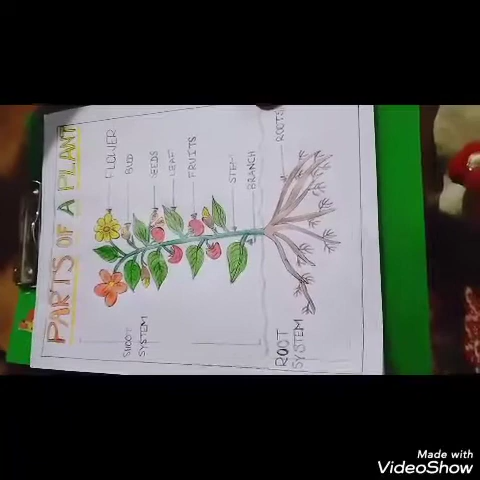 PARTS OF A PLANT
FLOWER
BUD
SEEDS
LEAF
FRUITS
STEM
BRANCH
ROOTS
SHOOT
SYSTEM
ROOT
SYSTEM
Made with
VideoShow